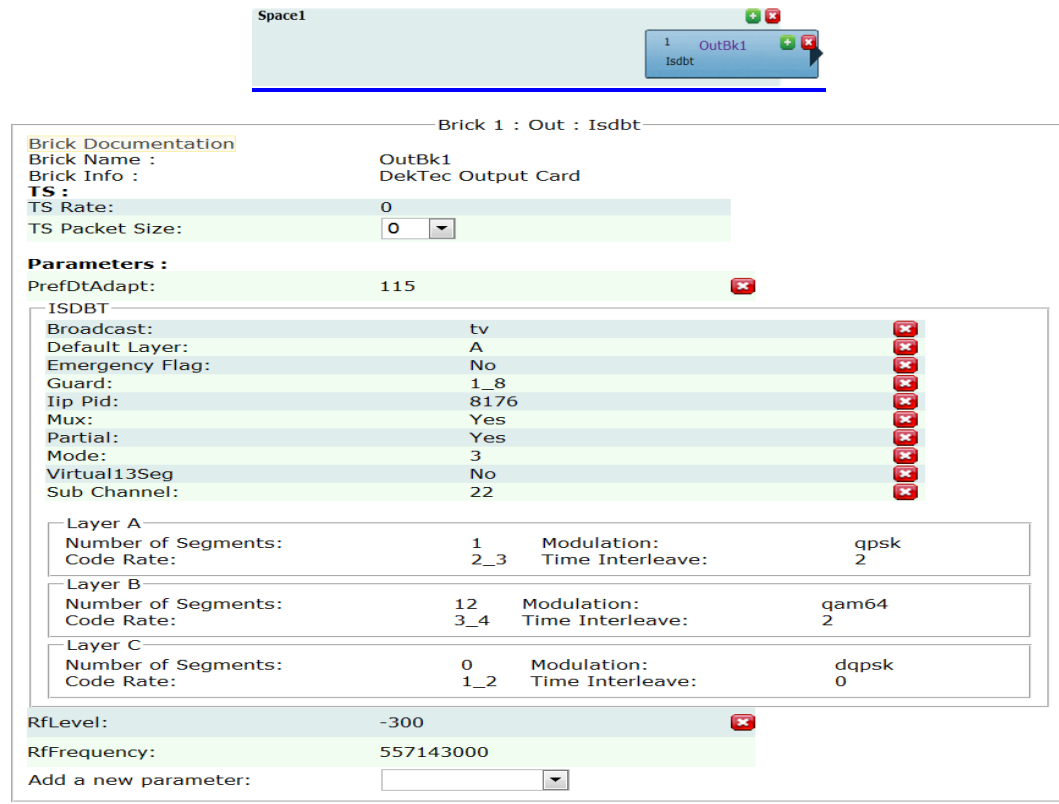 Space1
1 OutBk1
Isdbt
Brick 1 : Out : Isdbt
Brick Documentation
Brick Name : OutBk1
Brick Info : DekTec Output Card
TS :
TS Rate: 0
TS Packet Size: 0
Parameters :
PrefDtAdapt: 115
ISDBT
Broadcast: tv
Default Layer: A
Emergency Flag: No
Guard: 1_8
Iip Pid: 8176
Mux: Yes
Partial: Yes
Mode: 3
Virtual13Seg No
Sub Channel: 22
Layer A
Number of Segments: 1 Modulation: qpsk
Code Rate: 2_3 Time Interleave: 2
Layer B
Number of Segments: 12 Modulation: qam64
Code Rate: 3_4 Time Interleave: 2
Layer C
Number of Segments: 0 Modulation: dqpsk
Code Rate: 1_2 Time Interleave: 0
RfLevel: -300
RfFrequency: 557143000
Add a new parameter: